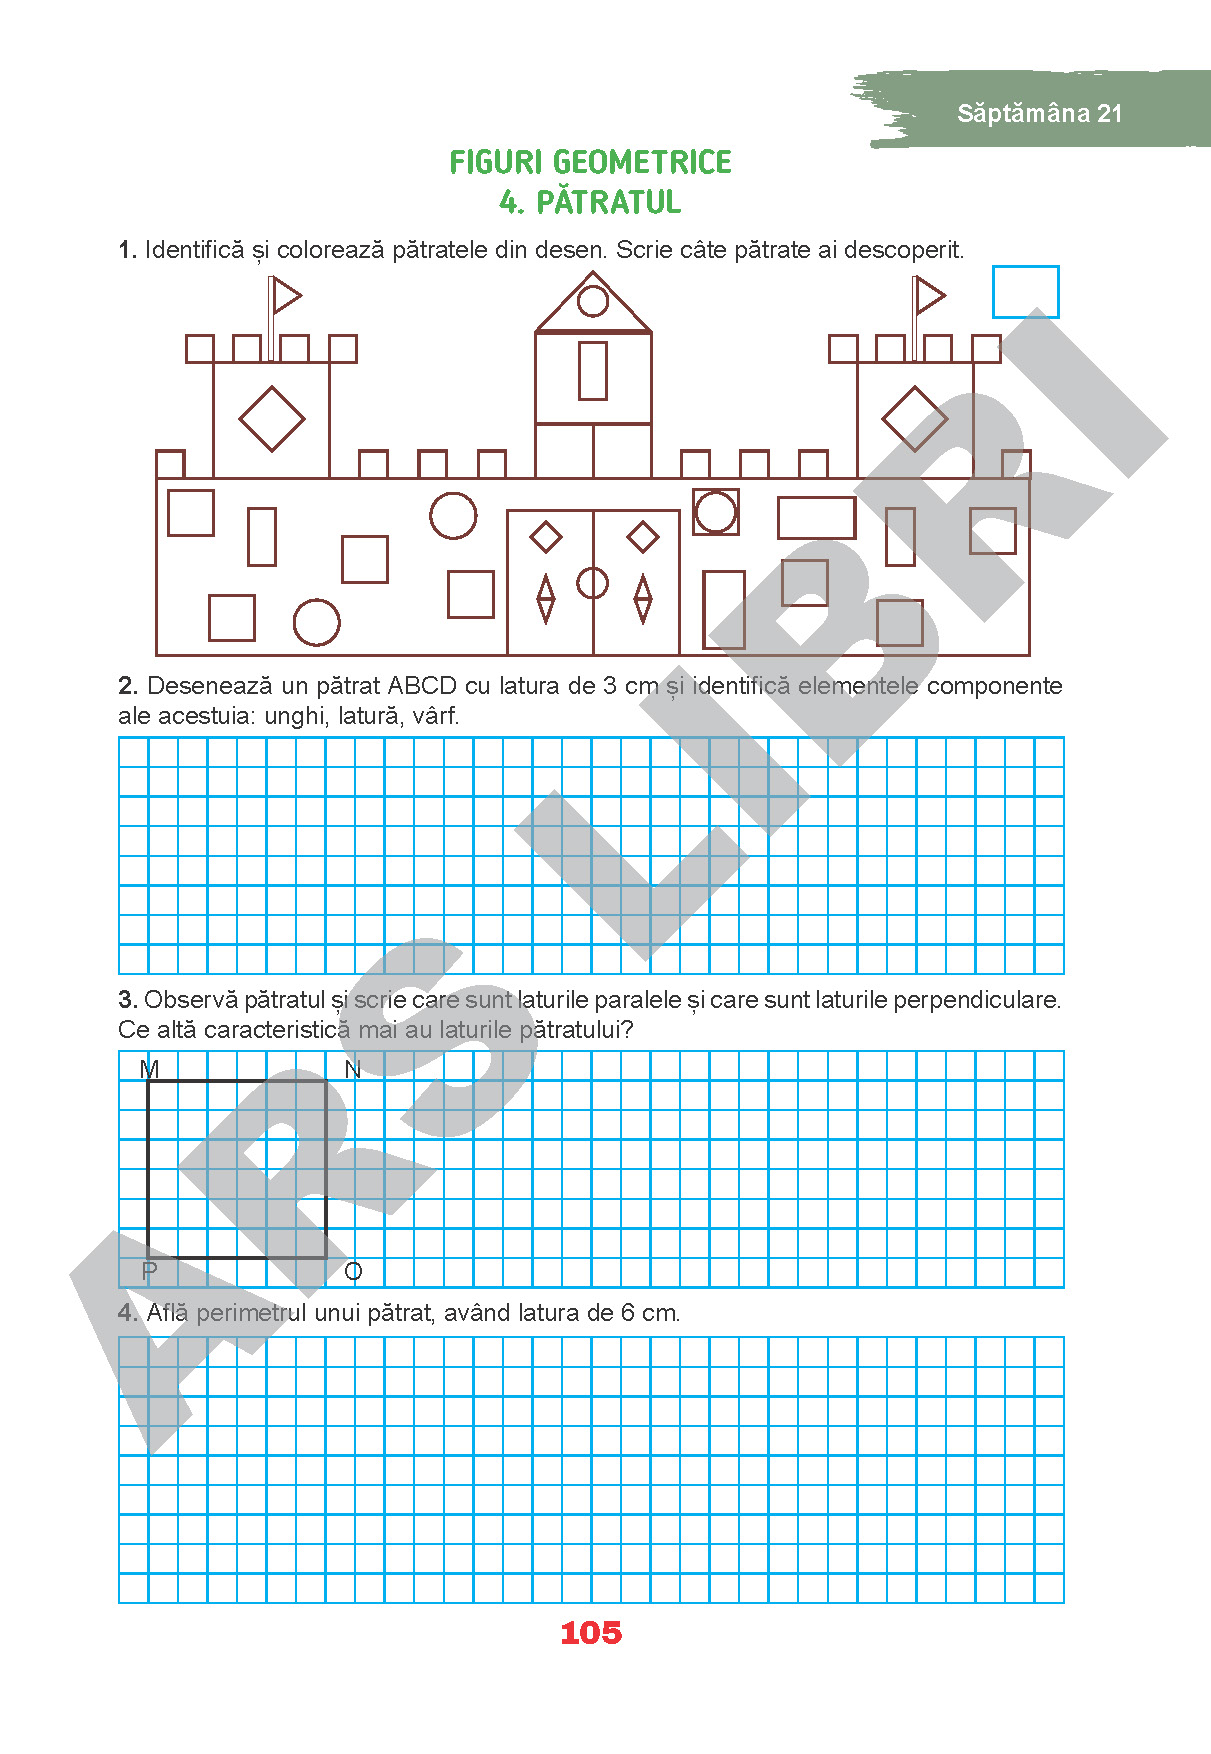 Săptămâna 21
FIGURI GEOMETRICE
4. PĂTRATUL
1. Identifică și colorează pătratele din desen. Scrie câte pătrate ai descoperit.
2. Desenează un pătrat ABCD cu latura de 3 cm și identifică elementele componente
ale acestuia: unghi, latură, vârf.
3. Observă pătratul și scrie care sunt laturile paralele și care sunt laturile perpendiculare.
Ce altă caracteristică mai au laturile pătratului?
M N
P O
4. Află perimetrul unui pătrat, având latura de 6 cm.
105
ARS LIBRI